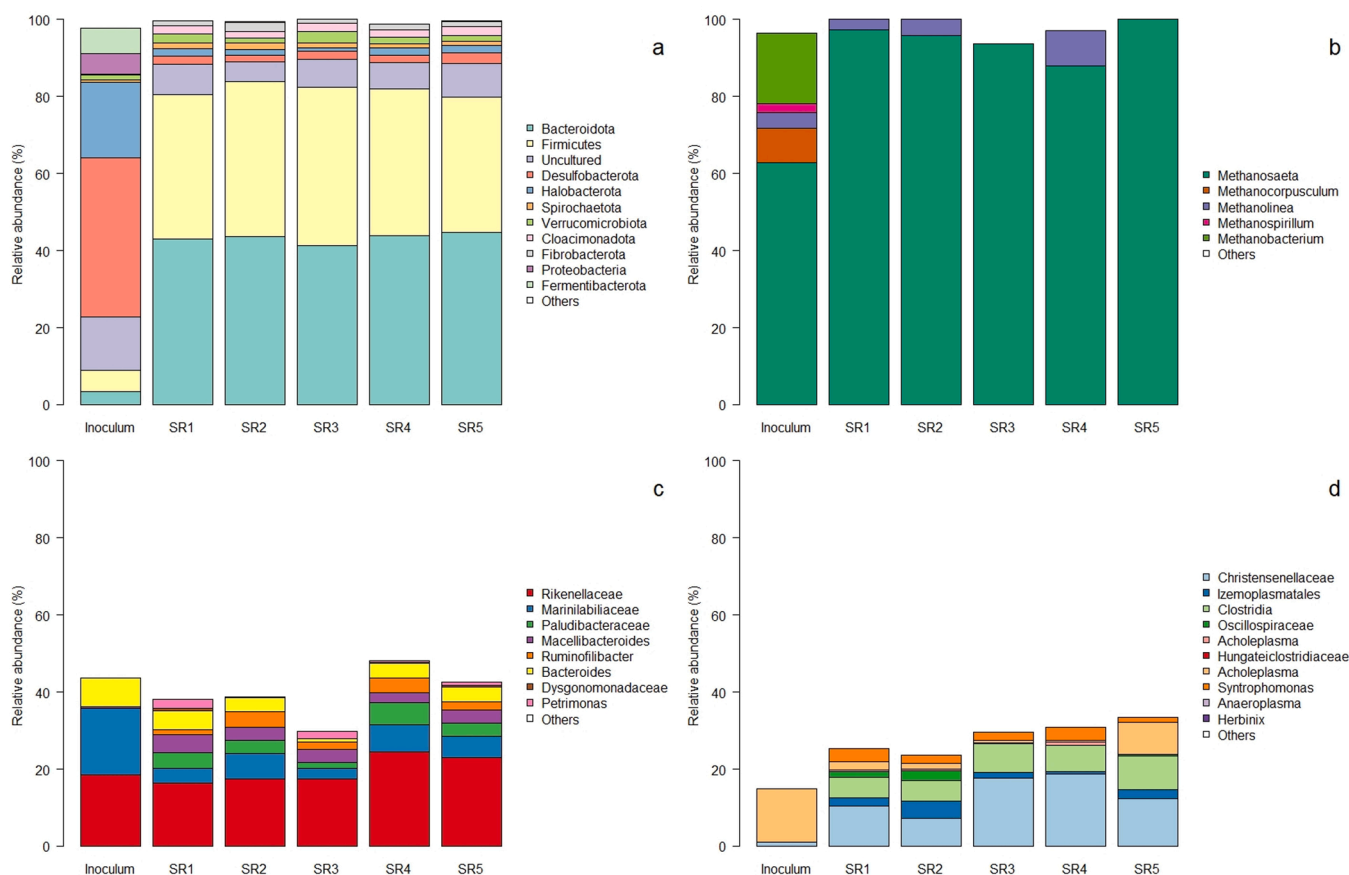 a
Relative abundance (%)
100
80
60
40
20
0
Inoculum SR1 SR2 SR3 SR4 SR5
Bacteroidota
Firmicutes
Uncultured
Desulfobacterota
Halobacterota
Spirochaetota
Verrucomicrobiota
Cloacimonadota
Fibrobacterota
Proteobacteria
Fermentibacterota
Others
b
Relative abundance (%)
100
80
60
40
20
0
Inoculum SR1 SR2 SR3 SR4 SR5
Methanosaeta
Methanocorpusculum
Methanolinea
Methanospirillum
Methanobacterium
Others
c
Relative abundance (%)
100
80
60
40
20
0
Inoculum SR1 SR2 SR3 SR4 SR5
Rikenellaceae
Marinilabiliaceae
Paludibacteraceae
Macellibacteroides
Ruminofilibacter
Bacteroides
Dysgonomonadaceae
Petrimonas
Others
d
Relative abundance (%)
100
80
60
40
20
0
Inoculum SR1 SR2 SR3 SR4 SR5
Christensenellaceae
Izemoplasmatales
Clostridia
Oscillospiraceae
Acholeplasma
Hungateiclostridiaceae
Acholeplasma
Syntrophomonas
Anaeroplasma
Herbinix
Others